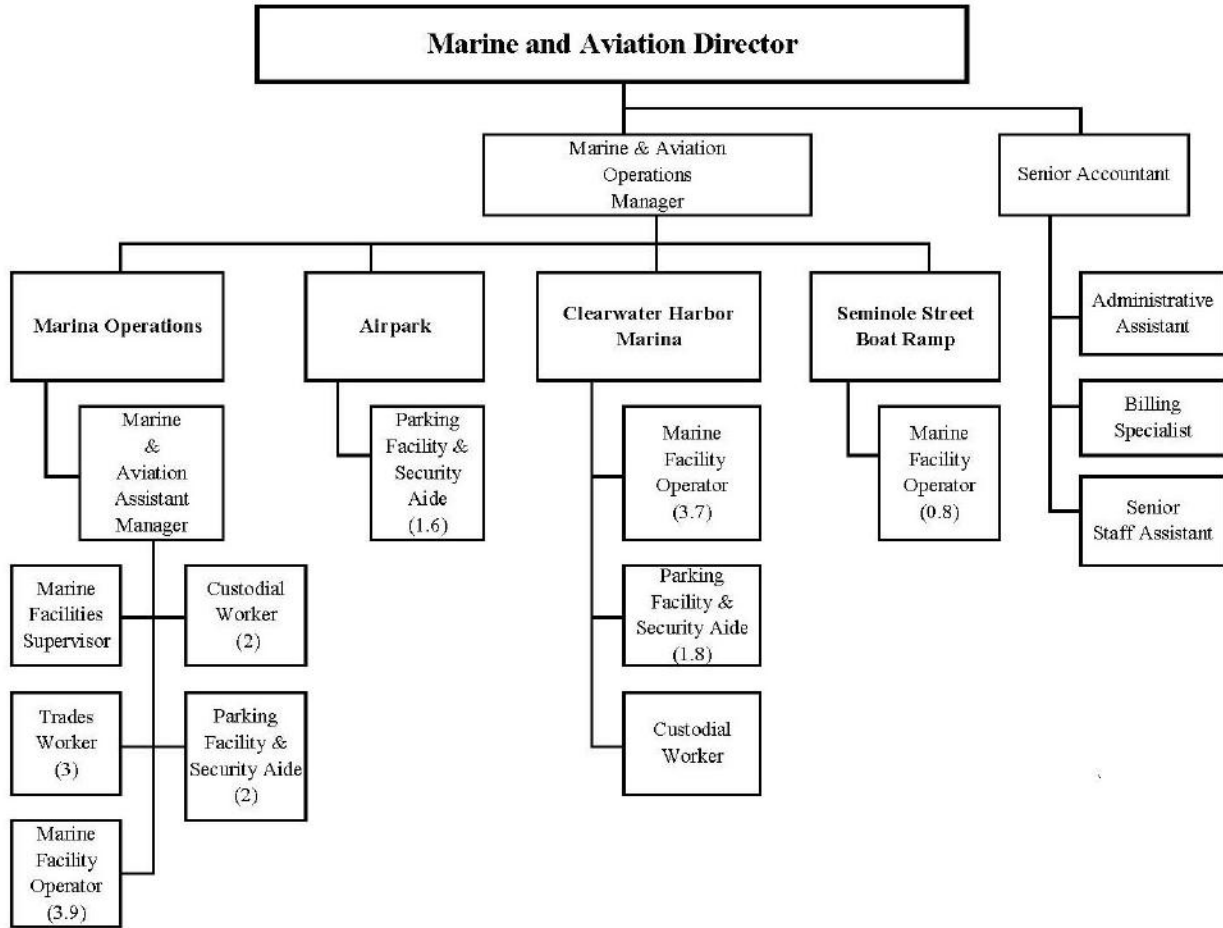 Marine and Aviation Director
Marine & Aviation
Operations
Manager
Senior Accountant
Marina Operations
Airpark
Clearwater Harbor
Marina
Seminole Street
Boat Ramp
Administrative
Assistant
Billing
Specialist
Senior
Staff Assistant
Marine
&
Aviation
Assistant
Manager
Parking
Facility &
Security
Aide
(1.6)
Marine
Facility
Operator
(3.7)
Marine
Facility
Operator
(0.8)
Marine
Facilities
Supervisor
Custodial
Worker
(2)
Parking
Facility &
Security Aide
(1.8)
Trades
Worker
(3)
Parking
Facility &
Security Aide
(2)
Custodial
Worker
Marine
Facility
Operator
(3.9)